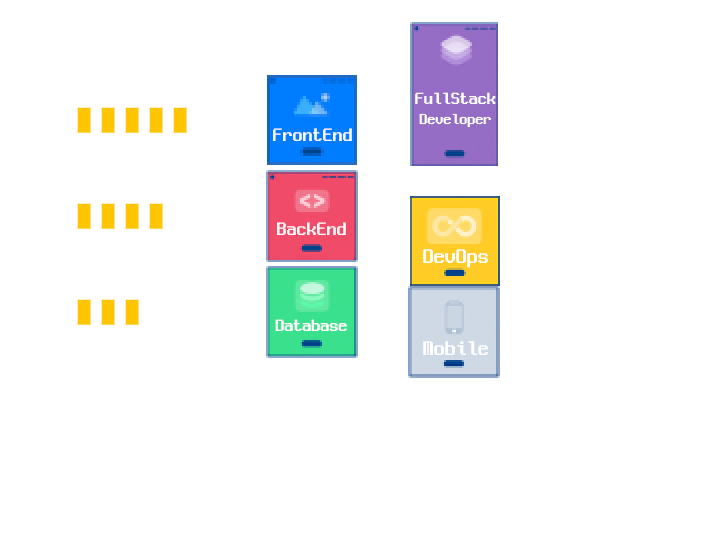 FullStack
Developer
FrontEnd
BackEnd
DevOps
Database
Mobile